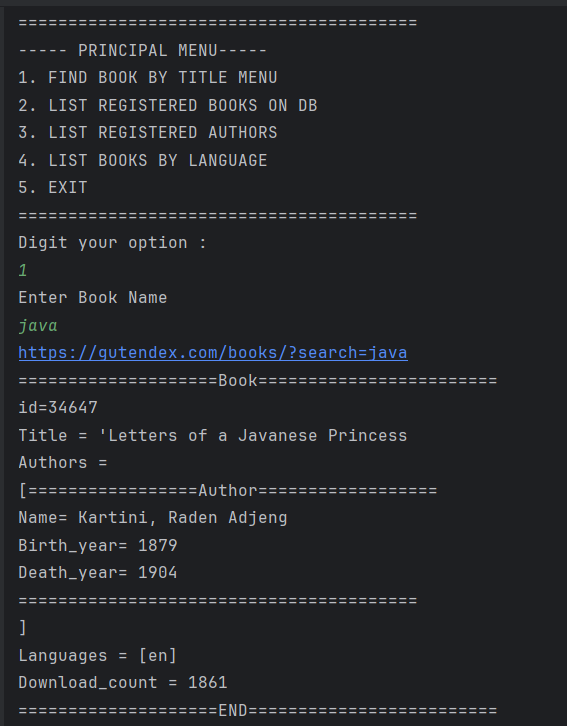 ========================================
----- PRINCIPAL MENU-----
1. FIND BOOK BY TITLE MENU
2. LIST REGISTERED BOOKS ON DB
3. LIST REGISTERED AUTHORS
4. LIST BOOKS BY LANGUAGE
5. EXIT
========================================
Digit your option :
1
Enter Book Name
java
https://gutendex.com/books/?search=java
====================Book========================
id=34647
Title = 'Letters of a Javanese Princess
Authors =
[=================Author==================
Name= Kartini, Raden Adjeng
Birth_year= 1879
Death_year= 1904
========================================
]
Languages = [en]
Download_count = 1861
====================END=========================